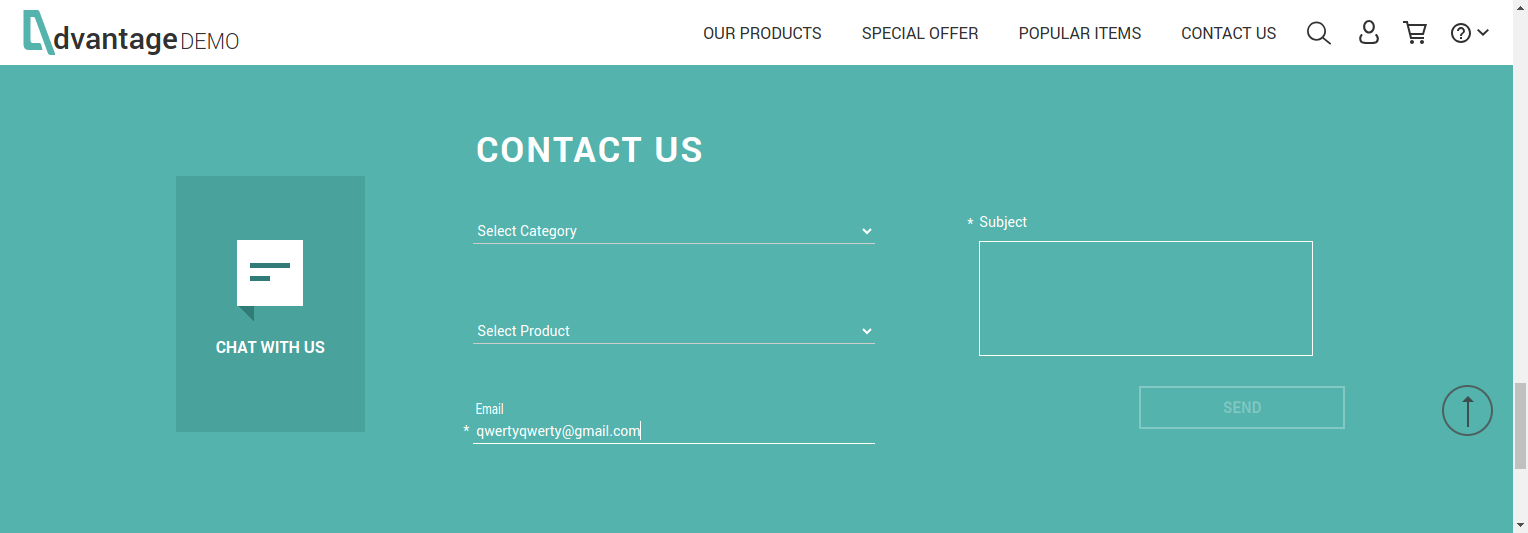 dvantage DEMO
OUR PRODUCTS SPECIAL OFFER POPULAR ITEMS CONTACT US
CONTACT US
CHAT WITH US
Select Category
Select Product
Email
* qwertyqwerty@gmail.com
* Subject
SEND